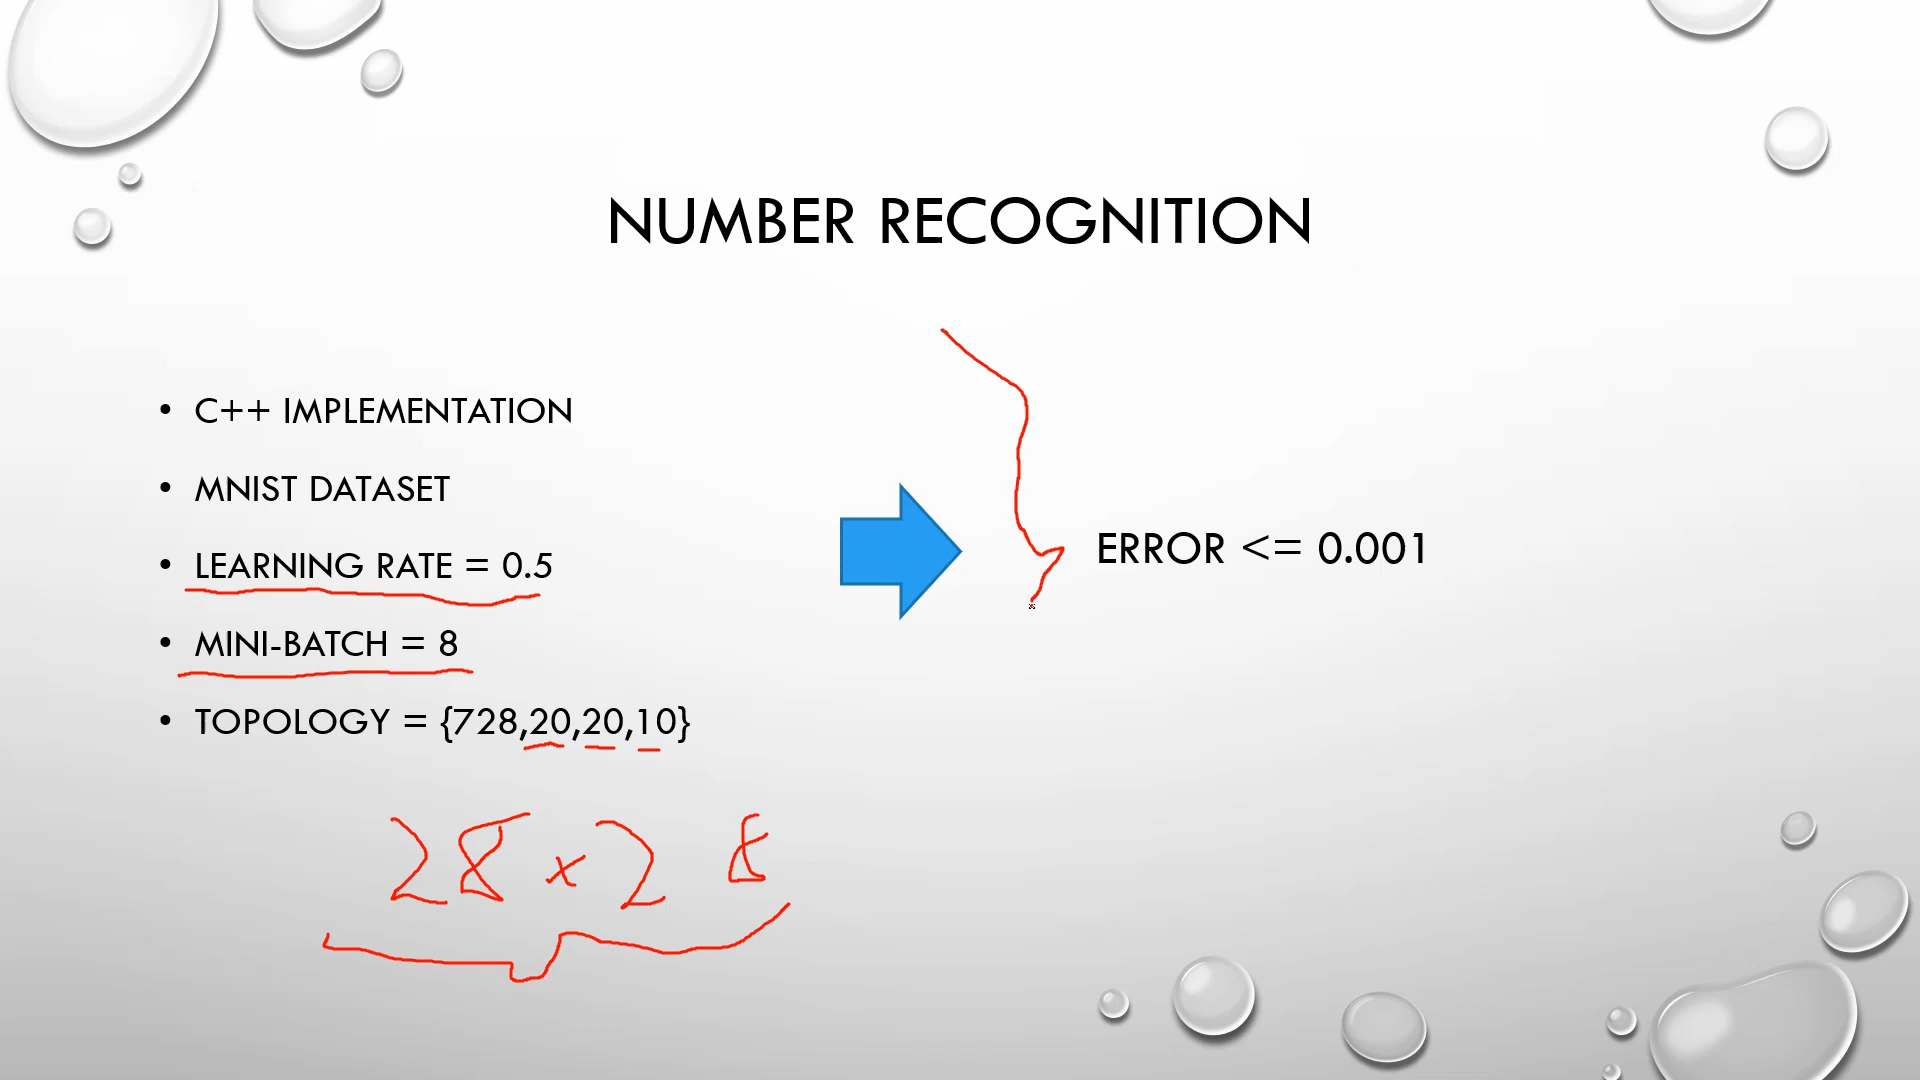 NUMBER RECOGNITION
• C++ IMPLEMENTATION
• MNIST DATASET
• LEARNING RATE = 0.5
• MINI-BATCH = 8
• TOPOLOGY = {728,20,20,10}
28 x 28
ERROR <= 0.001